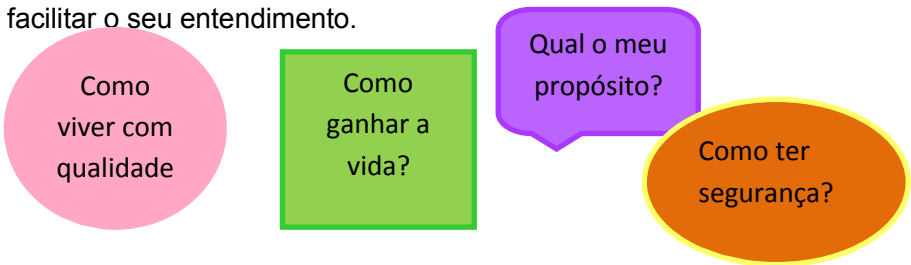 facilitar o seu entendimento.
Como
viver com
qualidade
Como
ganhar a
vida?
Qual o meu
propósito?
Como ter
segurança?